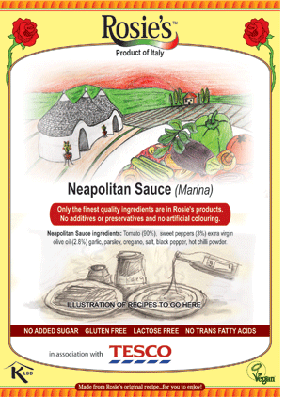 Rosie's™
Product of Italy
Neapolitan Sauce (Manna)
Only the finest quality ingredients are in Rosie's products.
No additives or preservatives and no artificial colouring.
Neapolitan Sauce ingredients: Tomato (90%), sweet peppers (3%) extra virgin
olive oil(2.8%) garlic, parsley, oregano, salt, black pepper, hot chilli powder.
ILLUSTRATION OF RECIPES TO GO HERE
NO ADDED SUGAR GLUTEN FREE LACTOSE FREE NO TRANS FATTY ACIDS
in association with TESCO
K LBD
Vegan
Made from Rosie's original recipe...for you to enjoy!